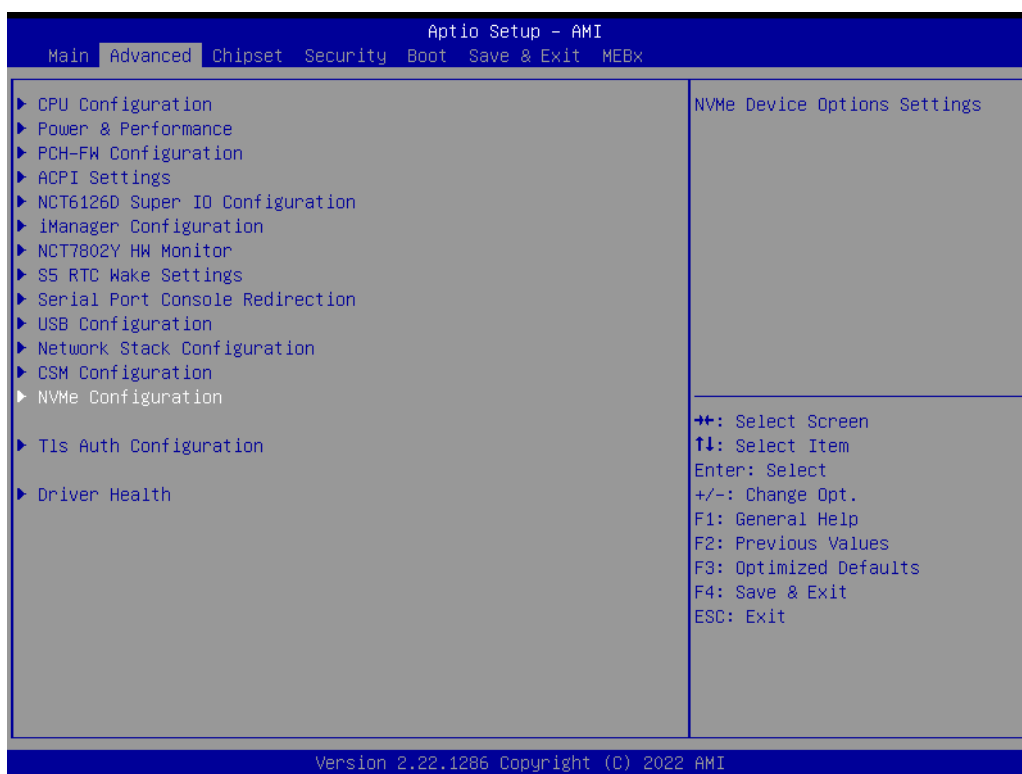 Aptio Setup – AMI
Main Advanced Chipset Security Boot Save & Exit MEBx
CPU Configuration
Power & Performance
PCH-FW Configuration
ACPI Settings
NCT6126D Super IO Configuration
iManager Configuration
NCT7802Y HW Monitor
S5 RTC Wake Settings
Serial Port Console Redirection
USB Configuration
Network Stack Configuration
CSM Configuration
NVMe Configuration
Tls Auth Configuration
Driver Health
NVMe Device Options Settings
→←: Select Screen
↑↓: Select Item
Enter: Select
+/-: Change Opt.
F1: General Help
F2: Previous Values
F3: Optimized Defaults
F4: Save & Exit
ESC: Exit
Version 2.22.1286 Copyright (C) 2022 AMI